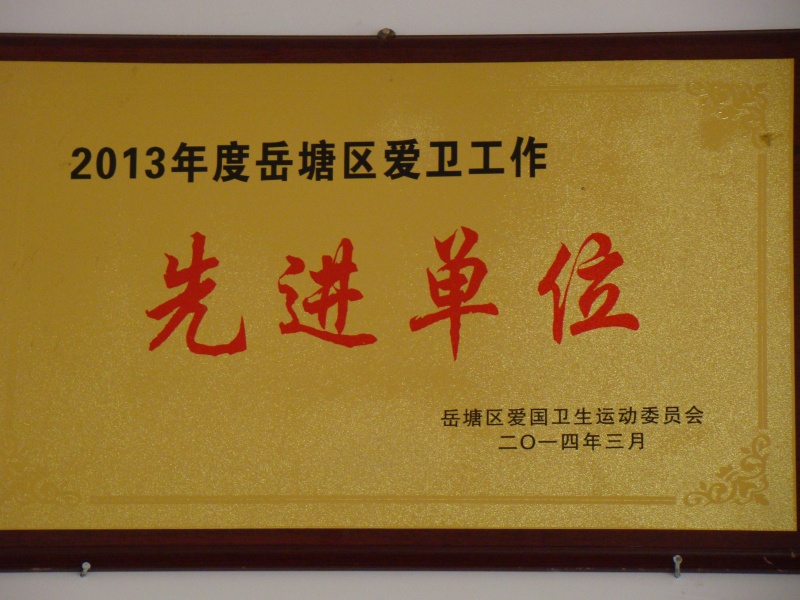 2013年度岳塘区爱卫工作
先进单位
岳塘区爱国卫生运动委员会
二〇一四年三月